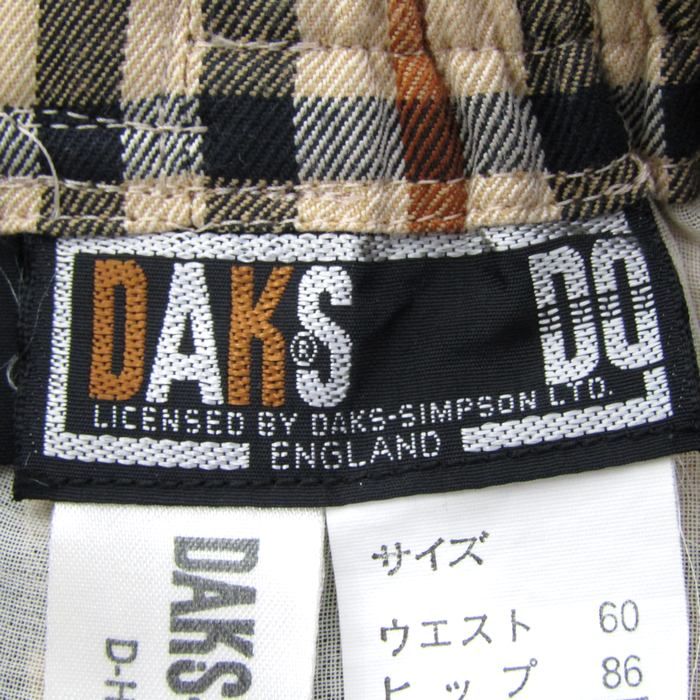 DAKS® DO
LICENSED BY DAKS-SIMPSON LTD.
ENGLAND
DAKS
サイズ
ウエスト 60
ヒップ 86